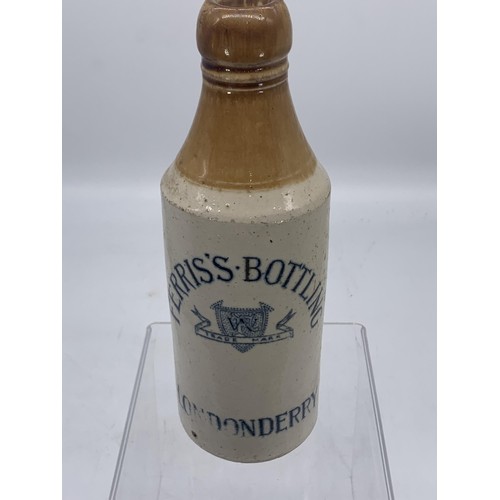 FERRIS'S · BOTTLING
TRADE MARK
LONDONDERRY